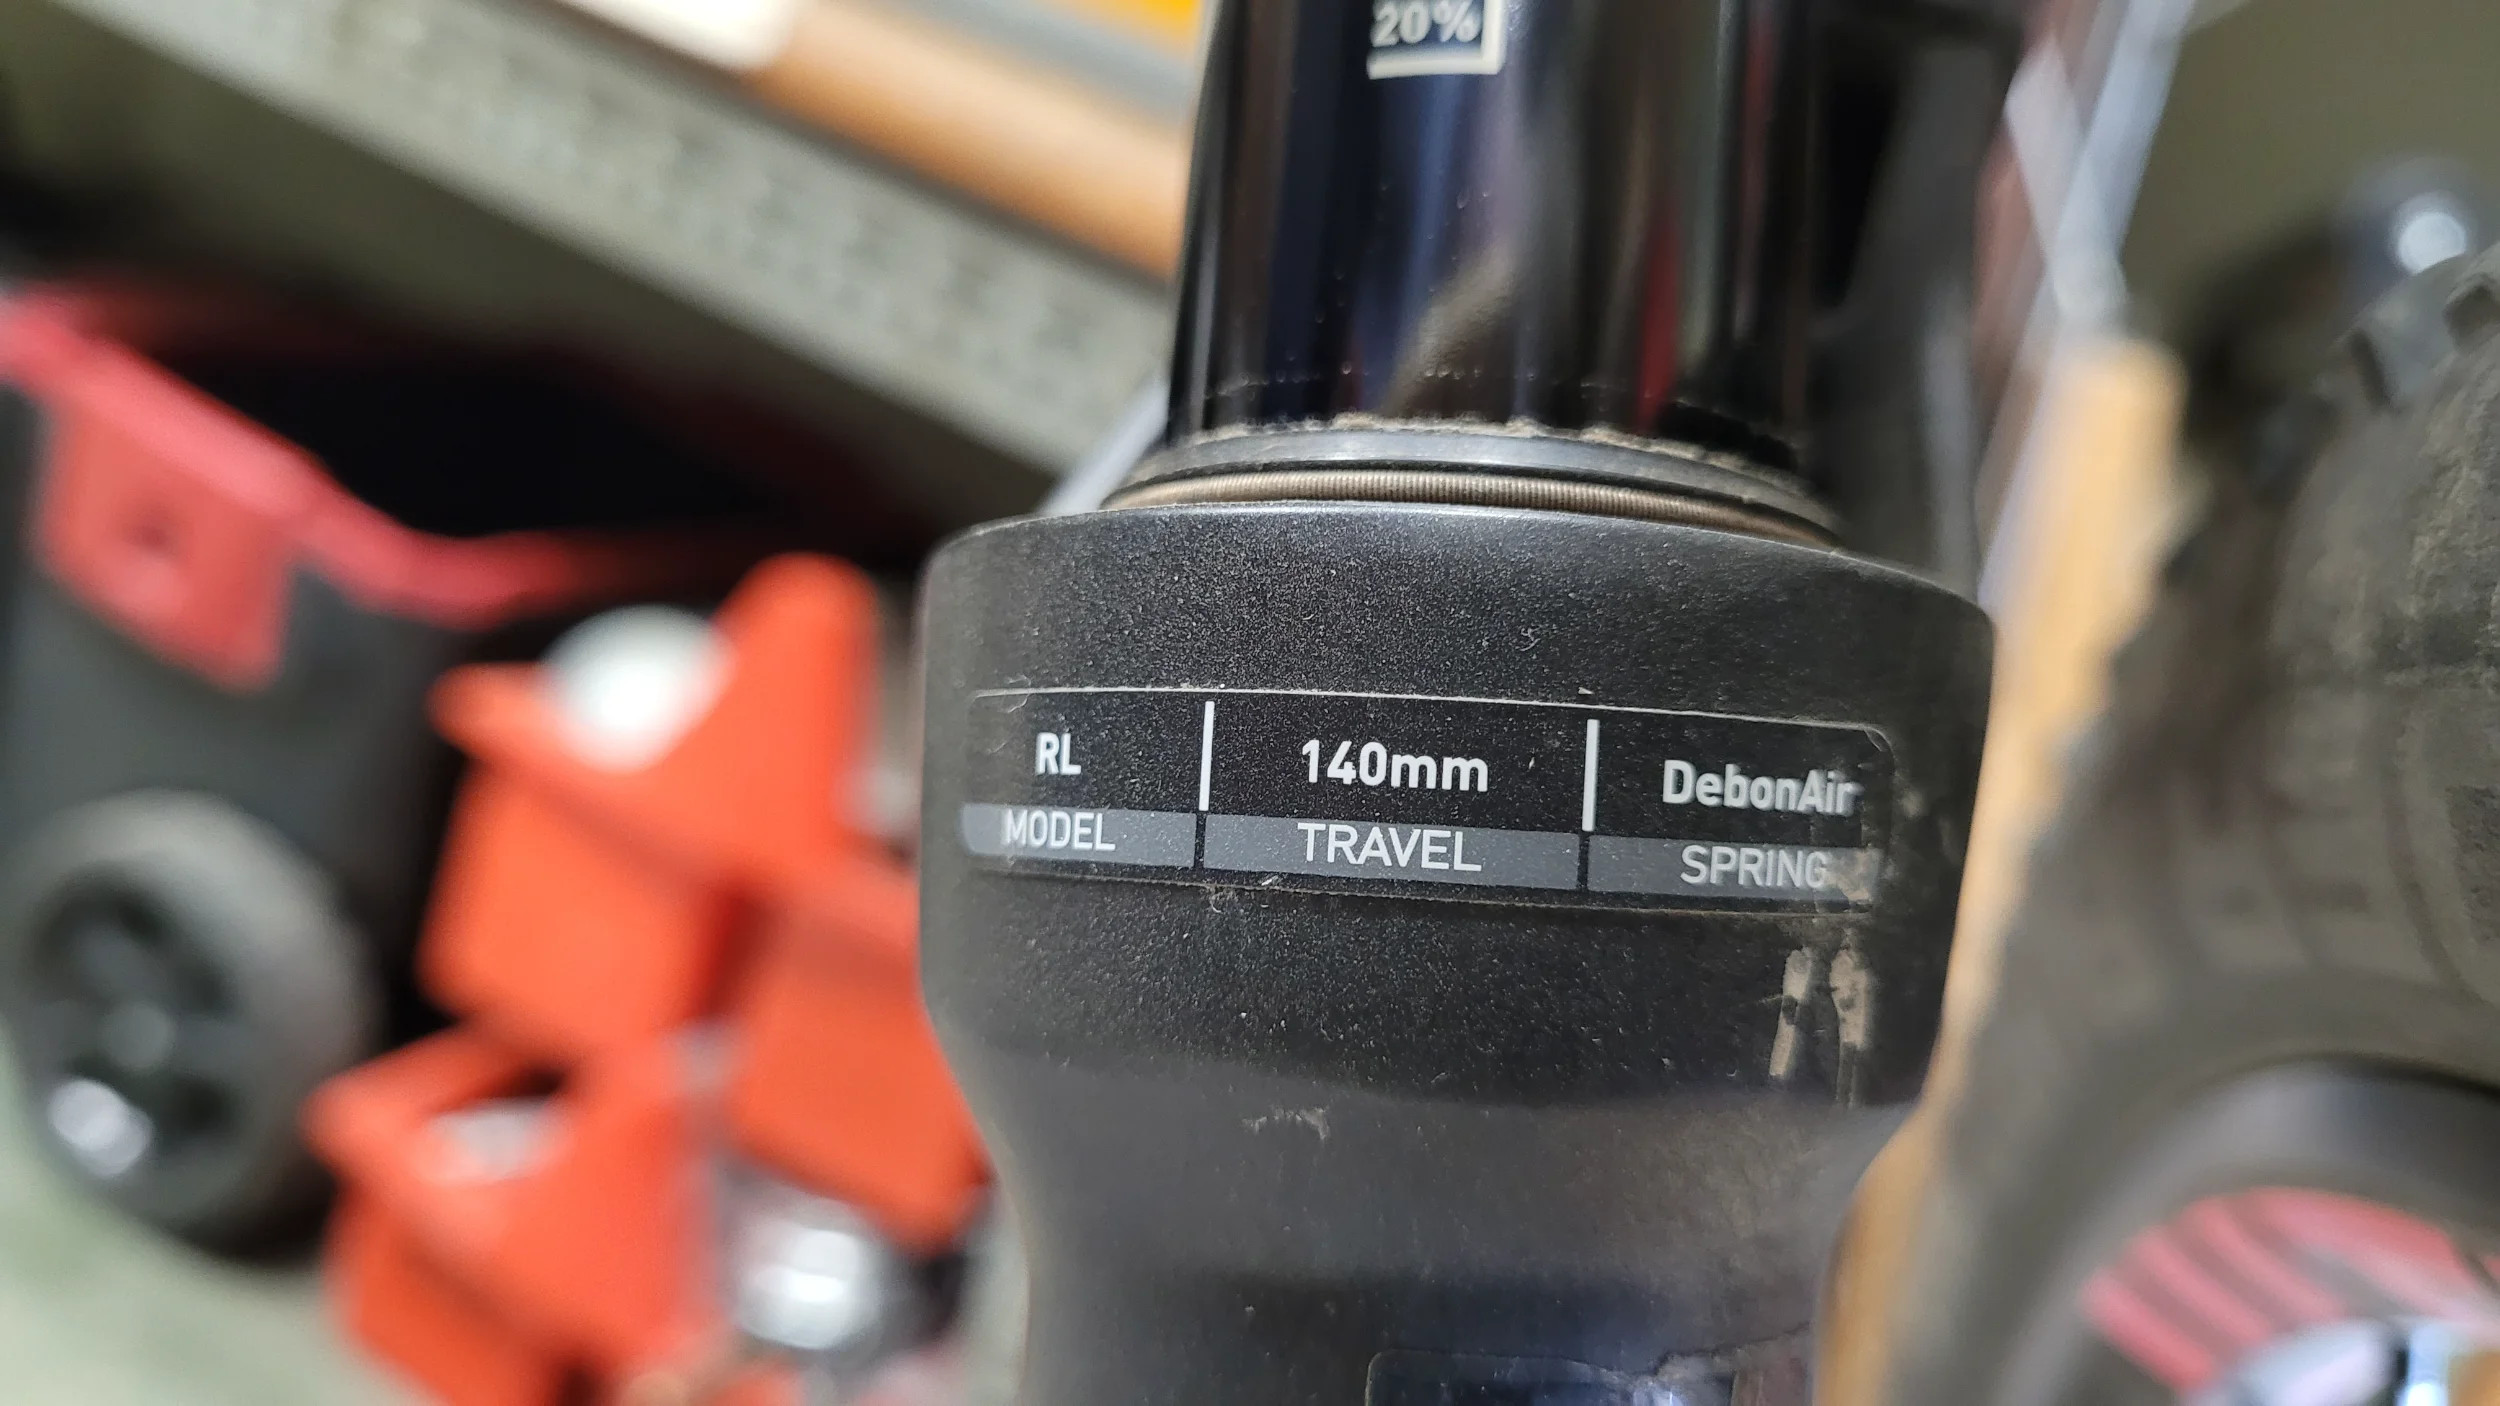 20%
RL 140mm DebonAir
MODEL TRAVEL SPRING